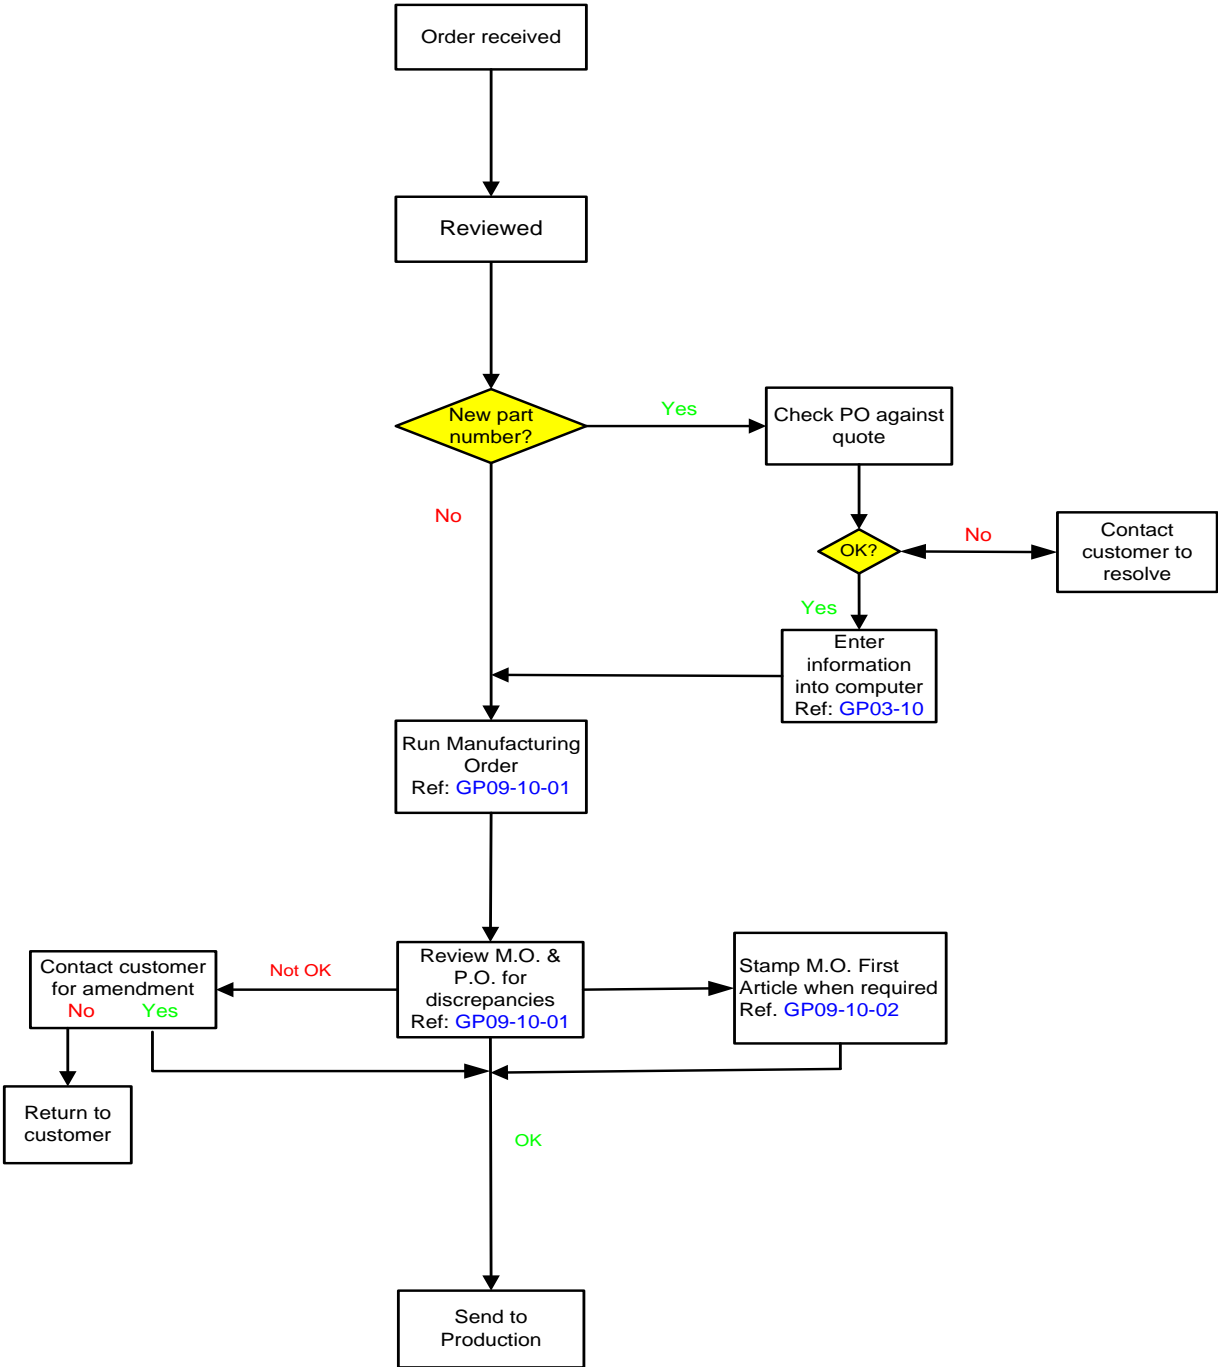 Order received
Reviewed
New part
number?
Yes
Check PO against
quote
No
OK?
No
Contact
customer to
resolve
Yes
Enter
information
into computer
Ref: GP03-10
Run Manufacturing
Order
Ref: GP09-10-01
Contact customer
for amendment
No Yes
Not OK
Review M.O. &
P.O. for
discrepancies
Ref: GP09-10-01
Stamp M.O. First
Article when required
Ref. GP09-10-02
Return to
customer
OK
Send to
Production